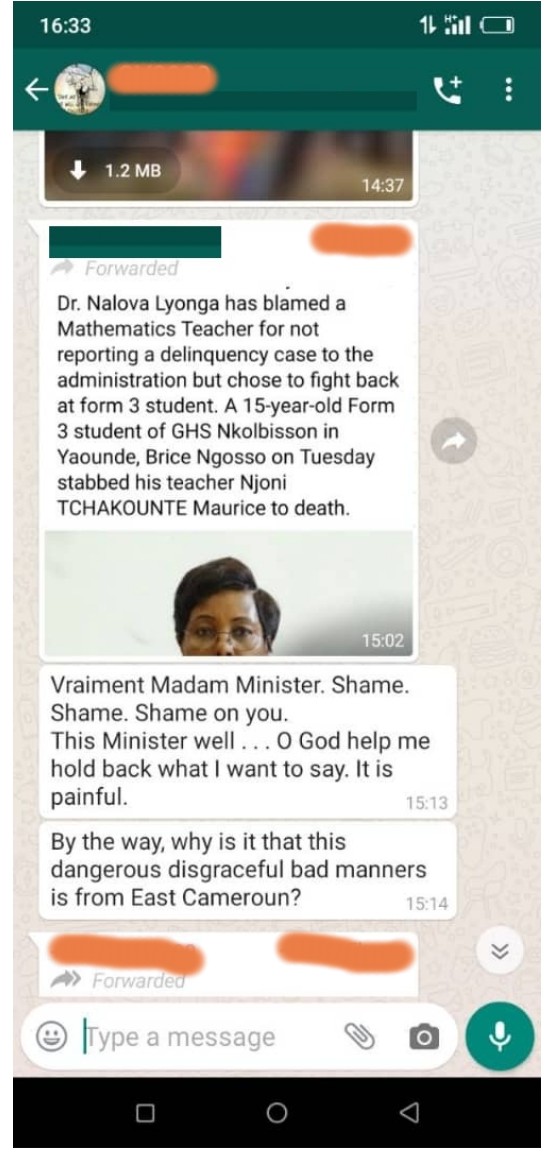 16:33
1.2 MB
14:37
Forwarded
Dr. Nalova Lyonga has blamed a
Mathematics Teacher for not
reporting a delinquency case to the
administration but chose to fight back
at form 3 student. A 15-year-old Form
3 student of GHS Nkolbisson in
Yaounde, Brice Ngosso on Tuesday
stabbed his teacher Njoni
TCHAKOUNTE Maurice to death.
15:02
Vraiment Madam Minister. Shame.
Shame. Shame on you.
This Minister well . . . O God help me
hold back what I want to say. It is
painful.
15:13
By the way, why is it that this
dangerous disgraceful bad manners
is from East Cameroun?
15:14
Forwarded
Type a message